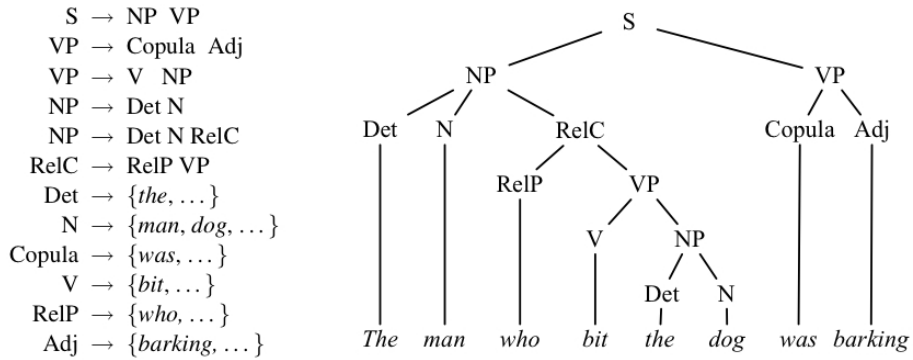 S → NP VP
VP → Copula Adj
VP → V NP
NP → Det N
NP → Det N RelC
RelC → RelP VP
Det → {the, . . . }
N → {man, dog, . . . }
Copula → {was, . . . }
V → {bit, . . . }
RelP → {who, . . . }
Adj → {barking, . . . }
S
NP VP
Det N RelC Copula Adj
RelP VP
V NP
Det N
The man who bit the dog was barking